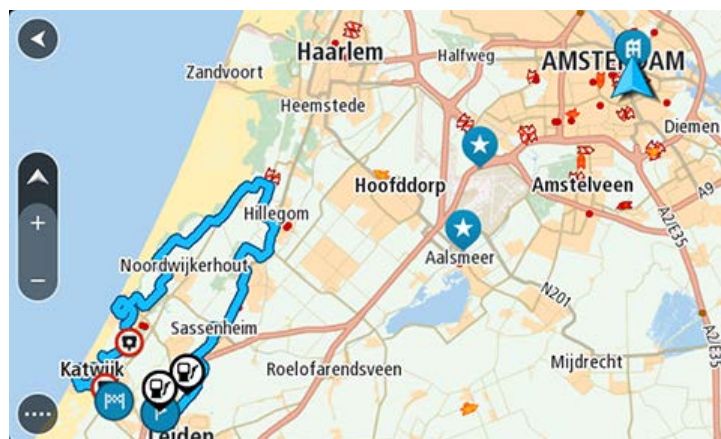 Haarlem
Halfweg
AMSTERDAM
Zandvoort
Heemstede
Diemen
Hoofddorp
Amstelveen
A9
Hillegom
A2/E35
Noordwijkerhout
Aalsmeer
N201
Sassenheim
Katwijk
Roelofarendsveen
Mijdrecht
A2/E35
Leiden